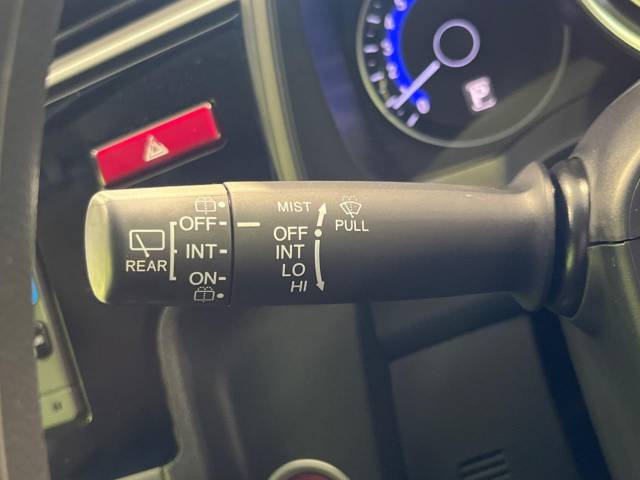 MIST
PULL
OFF
INT
LO
HI
REAR
OFF
INT
ON
P